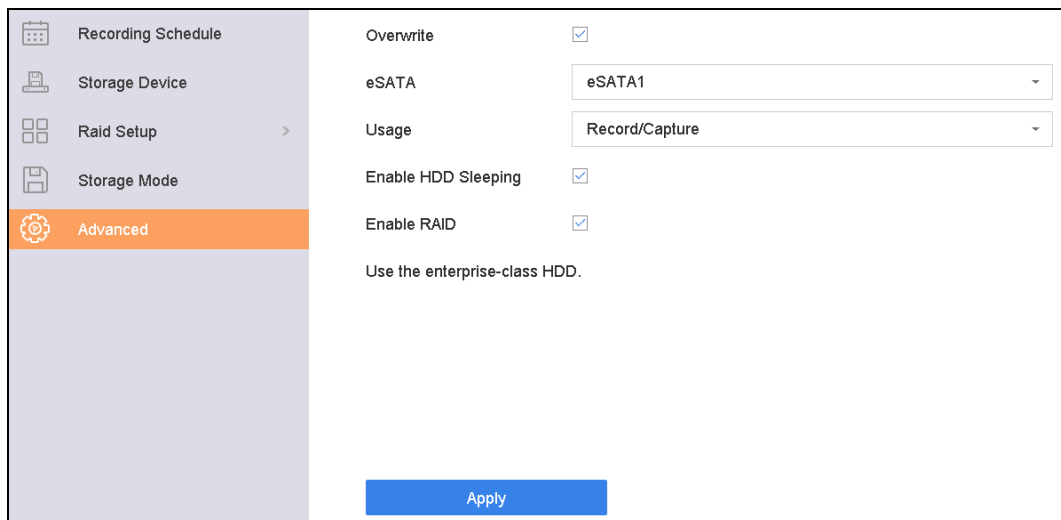 Recording Schedule
Storage Device
Raid Setup
Storage Mode
Advanced
Overwrite
eSATA eSATA1
Usage Record/Capture
Enable HDD Sleeping
Enable RAID
Use the enterprise-class HDD.
Apply